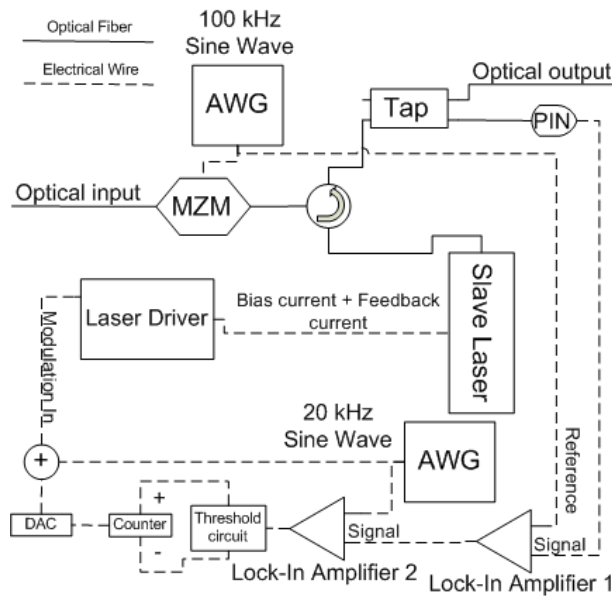 Optical Fiber
Electrical Wire
100 kHz
Sine Wave
AWG
Optical output
Tap
PIN
Optical input
MZM
Slave Laser
Laser Driver
Bias current + Feedback
current
Modulation In
20 kHz
Sine Wave
AWG
Reference
+
DAC
Counter
+
-
Threshold
circuit
Signal
Lock-In Amplifier 2
Signal
Lock-In Amplifier 1